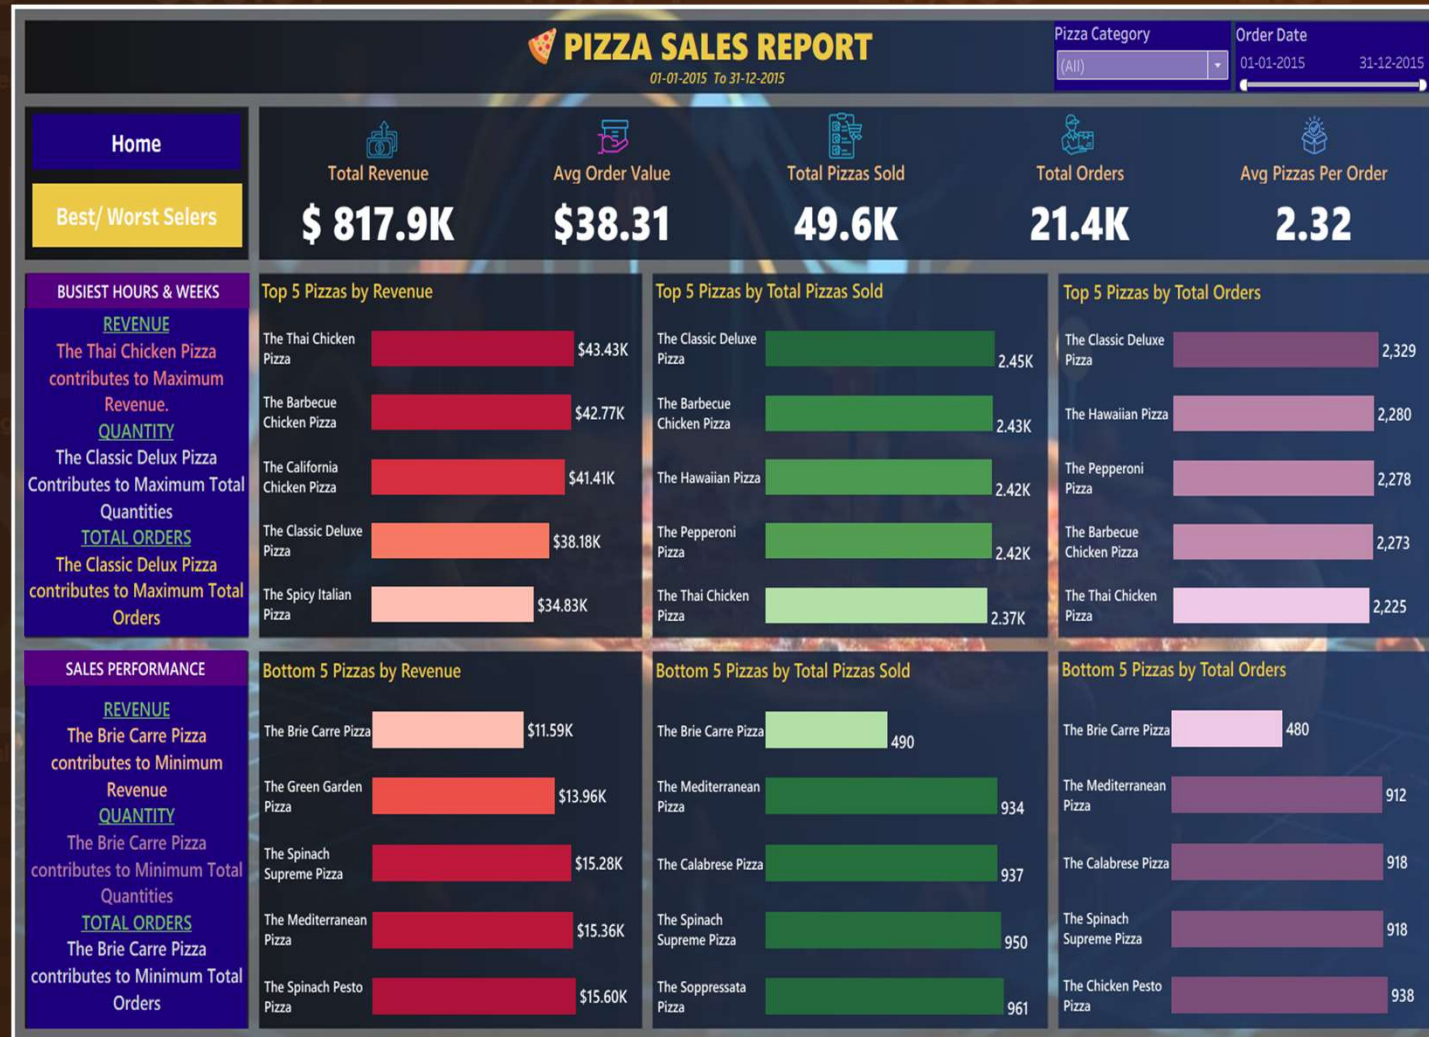 PIZZA SALES REPORT
01-01-2015 To 31-12-2015
Pizza Category
(All)
Order Date
01-01-2015 31-12-2015
Home
Best/ Worst Selers
Total Revenue
$ 817.9K
Avg Order Value
$38.31
Total Pizzas Sold
49.6K
Total Orders
21.4K
Avg Pizzas Per Order
2.32
BUSIEST HOURS & WEEKS
REVENUE
The Thai Chicken Pizza
contributes to Maximum
Revenue.
QUANTITY
The Classic Delux Pizza
Contributes to Maximum Total
Quantities
TOTAL ORDERS
The Classic Delux Pizza
contributes to Maximum Total
Orders
Top 5 Pizzas by Revenue
The Thai Chicken
Pizza
$43.43K
The Barbecue
Chicken Pizza
$42.77K
The California
Chicken Pizza
$41.41K
The Classic Deluxe
Pizza
$38.18K
The Spicy Italian
Pizza
$34.83K
Top 5 Pizzas by Total Pizzas Sold
The Classic Deluxe
Pizza
2.45K
The Barbecue
Chicken Pizza
2.43K
The Hawaiian Pizza
2.42K
The Pepperoni
Pizza
2.42K
The Thai Chicken
Pizza
2.37K
Top 5 Pizzas by Total Orders
The Classic Deluxe
Pizza
2,329
The Hawaiian Pizza
2,280
The Pepperoni
Pizza
2,278
The Barbecue
Chicken Pizza
2,273
The Thai Chicken
Pizza
2,225
SALES PERFORMANCE
REVENUE
The Brie Carre Pizza
contributes to Minimum
Revenue
QUANTITY
The Brie Carre Pizza
contributes to Minimum Total
Quantities
TOTAL ORDERS
The Brie Carre Pizza
contributes to Minimum Total
Orders
Bottom 5 Pizzas by Revenue
The Brie Carre Pizza
$11.59K
The Green Garden
Pizza
$13.96K
The Spinach
Supreme Pizza
$15.28K
The Mediterranean
Pizza
$15.36K
The Spinach Pesto
Pizza
$15.60K
Bottom 5 Pizzas by Total Pizzas Sold
The Brie Carre Pizza
490
The Mediterranean
Pizza
934
The Calabrese Pizza
937
The Spinach
Supreme Pizza
950
The Soppressata
Pizza
961
Bottom 5 Pizzas by Total Orders
The Brie Carre Pizza
480
The Mediterranean
Pizza
912
The Calabrese Pizza
918
The Spinach
Supreme Pizza
918
The Chicken Pesto
Pizza
938